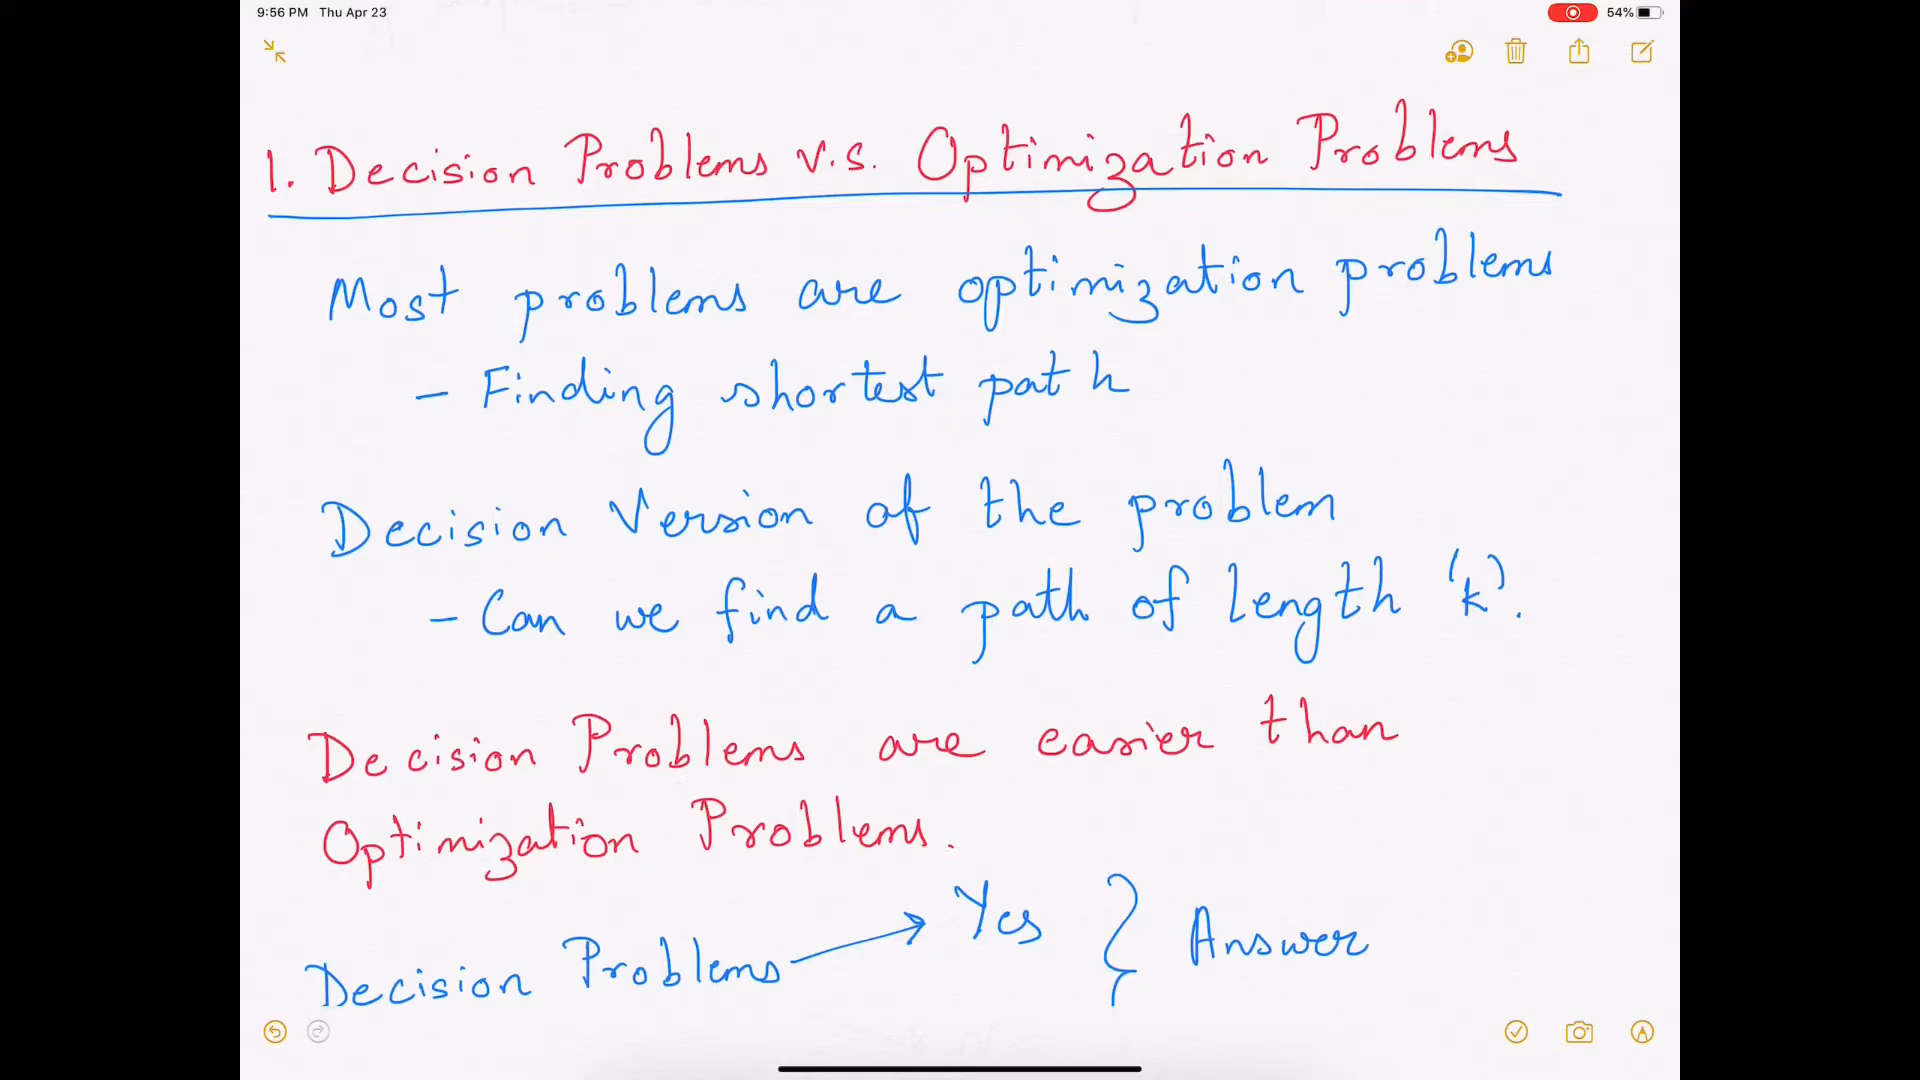 9:56 PM Thu Apr 23
54%
1. Decision Problems v.s. Optimization Problems
Most problems are optimization problems
- Finding shortest path
Decision Version of the problem
- Can we find a path of length 'k'.
Decision Problems are easier than
Optimization Problems.
Decision Problems → Yes } Answer